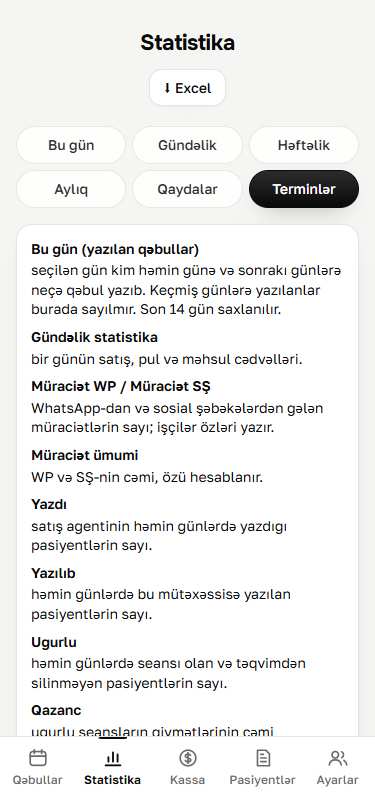 Statistika
⭳ Excel
Bu gün
Gündəlik
Həftəlik
Aylıq
Qaydalar
Terminlər
Bu gün (yazılan qəbullar)
seçilən gün kim həmin günə və sonrakı günlərə
neçə qəbul yazıb. Keçmiş günlərə yazılanlar
burada sayılmır. Son 14 gün saxlanılır.
Gündəlik statistika
bir günün satış, pul və məhsul cədvəlləri.
Müraciət WP / Müraciət SŞ
WhatsApp-dan və sosial şəbəkələrdən gələn
müraciətlərin sayı; işçilər özləri yazır.
Müraciət ümumi
WP və SŞ-nin cəmi, özü hesablanır.
Yazdı
satış agentinin həmin günlərdə yazdığı
pasiyentlərin sayı.
Yazılıb
həmin günlərdə bu mütəxəssisə yazılan
pasiyentlərin sayı.
Uğurlu
həmin günlərdə seansı olan və təqvimdən
silinməyən pasiyentlərin sayı.
Qazanc
uğurlu seansların qiymətlərinin cəmi
Qəbullar
Statistika
Kassa
Pasiyentlər
Ayarlar